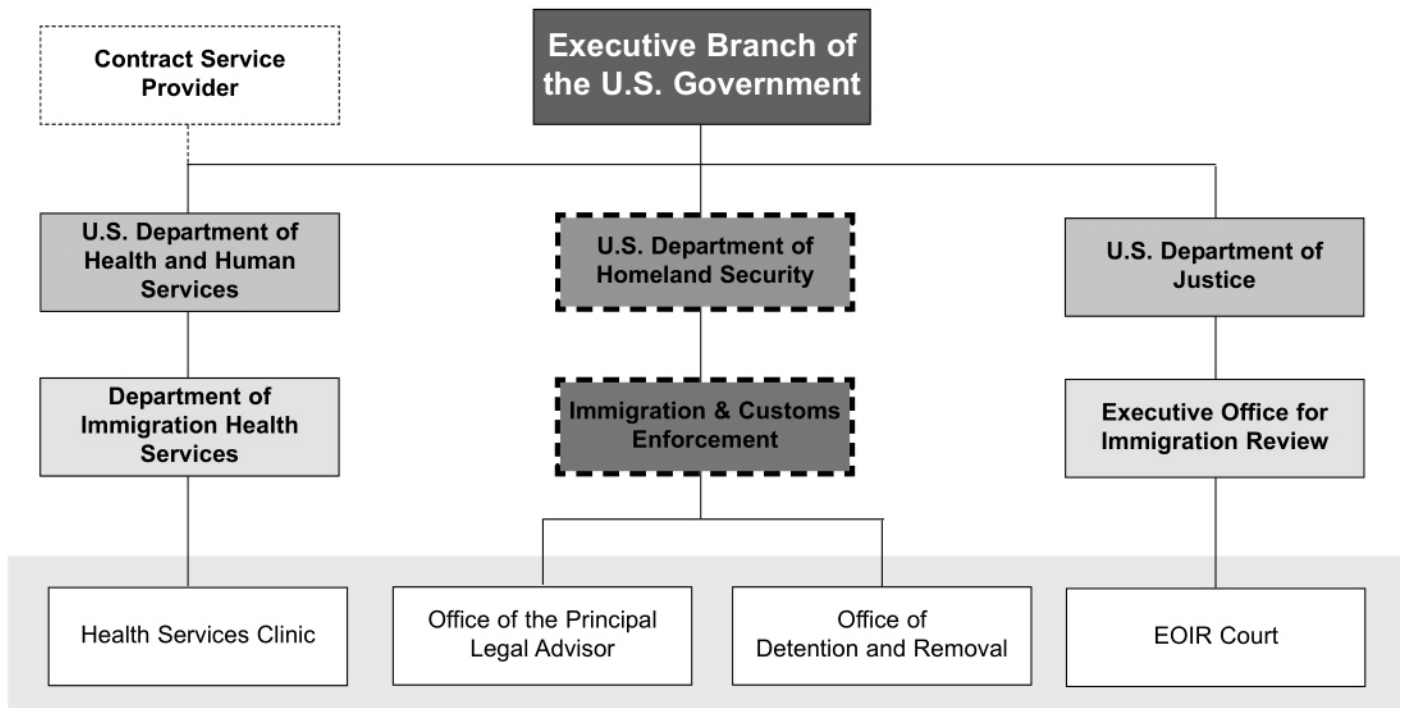 Contract Service
Provider
Executive Branch of
the U.S. Government
U.S. Department of
Health and Human
Services
U.S. Department of
Homeland Security
U.S. Department of
Justice
Department of
Immigration Health
Services
Immigration & Customs
Enforcement
Executive Office for
Immigration Review
Health Services Clinic
Office of the Principal
Legal Advisor
Office of
Detention and Removal
EOIR Court